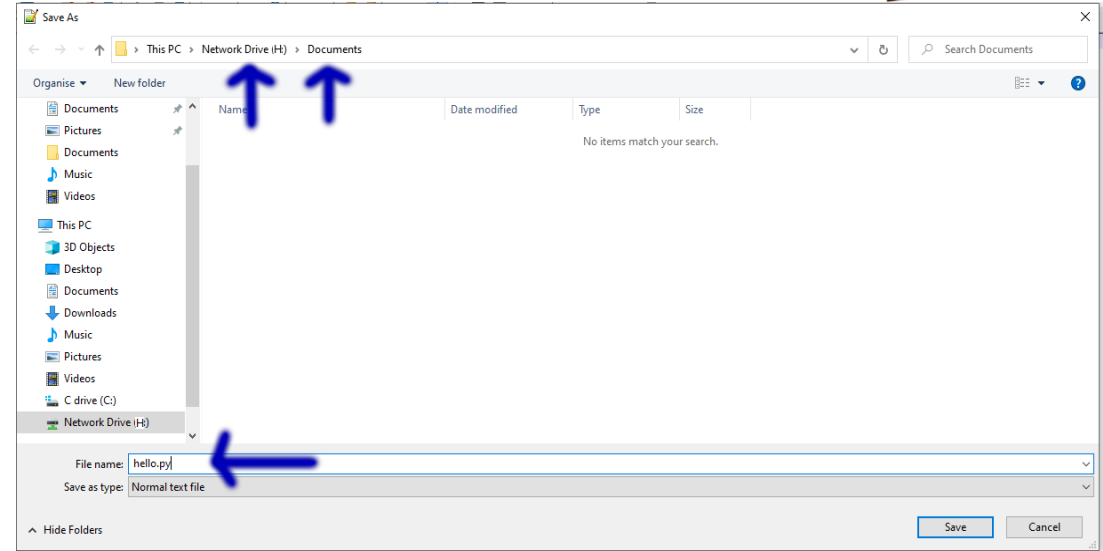 Save As
This PC > Network Drive (H:) > Documents
Search Documents
Organise New folder
?
Name Date modified Type Size
No items match your search.
Documents
Pictures
Documents
Music
Videos
This PC
3D Objects
Desktop
Documents
Downloads
Music
Pictures
Videos
C drive (C:)
Network Drive (H:)
File name: hello.py
Save as type: Normal text file
Hide Folders
Save Cancel